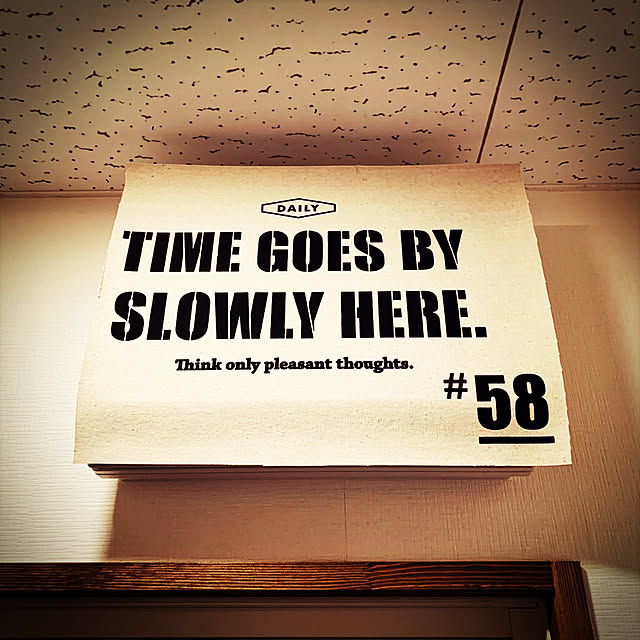 DAILY
TIME GOES BY
SLOWLY HERE.
Think only pleasant thoughts.
#58